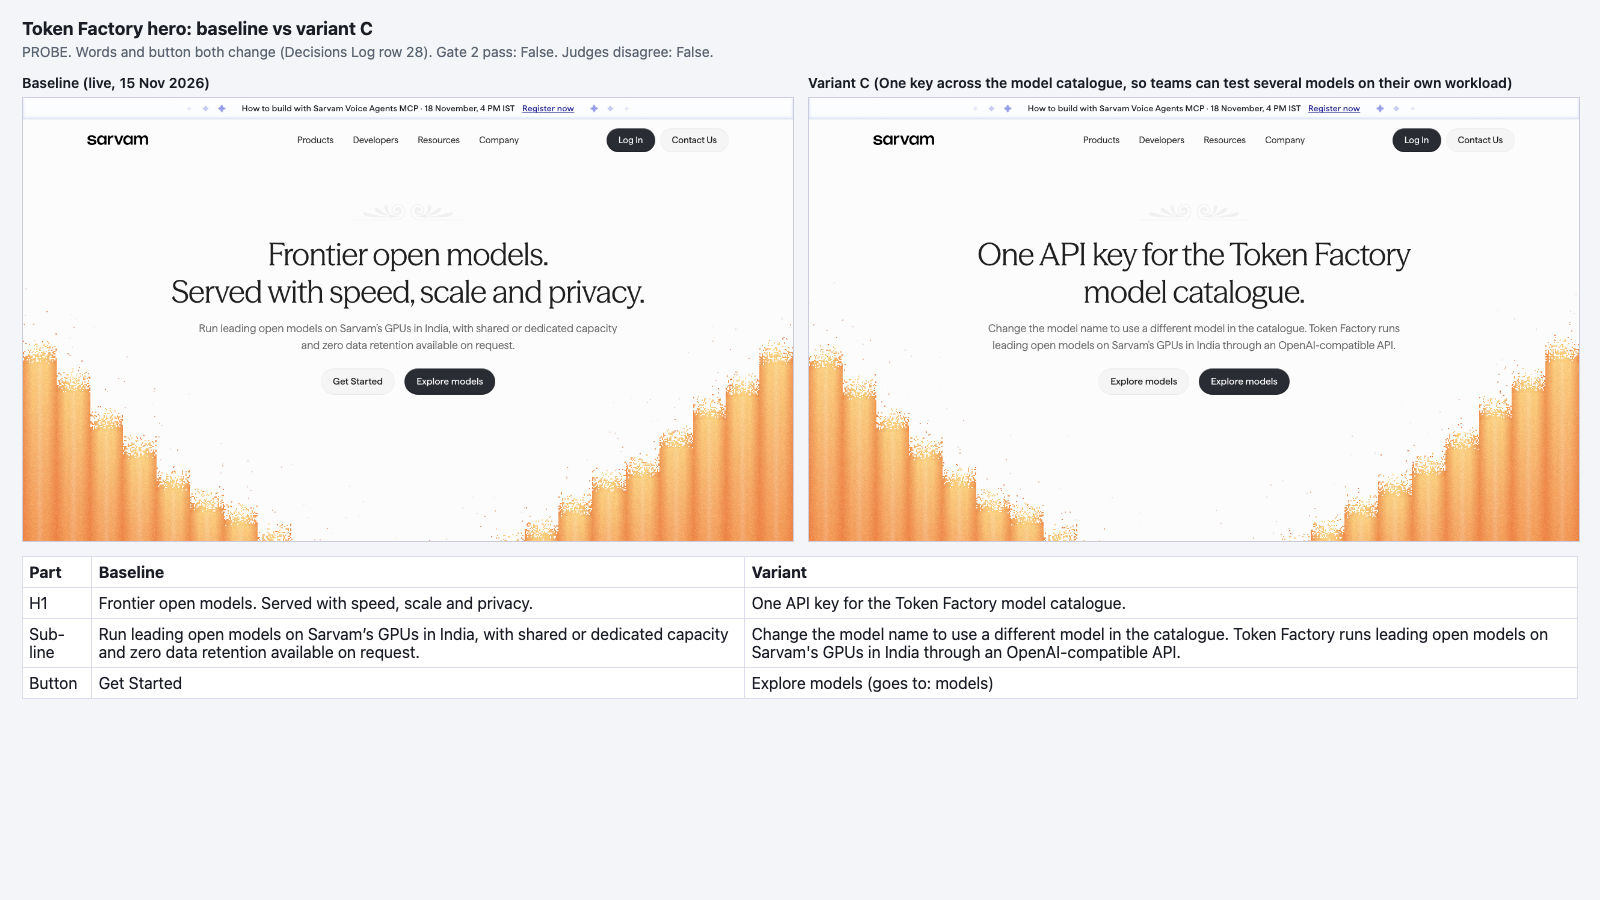 Token Factory hero: baseline vs variant C
PROBE. Words and button both change (Decisions Log row 28). Gate 2 pass: False. Judges disagree: False.
Baseline (live, 15 Nov 2026)
How to build with Sarvam Voice Agents MCP · 18 November, 4 PM IST Register now
sarvam Products Developers Resources Company Log In Contact Us
Frontier open models.
Served with speed, scale and privacy.
Run leading open models on Sarvam's GPUs in India, with shared or dedicated capacity
and zero data retention available on request.
Get Started Explore models
Variant C (One key across the model catalogue, so teams can test several models on their own workload)
How to build with Sarvam Voice Agents MCP · 18 November, 4 PM IST Register now
sarvam Products Developers Resources Company Log In Contact Us
One API key for the Token Factory
model catalogue.
Change the model name to use a different model in the catalogue. Token Factory runs
leading open models on Sarvam's GPUs in India through an OpenAI-compatible API.
Explore models Explore models
Part Baseline Variant
H1 Frontier open models. Served with speed, scale and privacy. One API key for the Token Factory model catalogue.
Sub-line Run leading open models on Sarvam’s GPUs in India, with shared or dedicated capacity and zero data retention available on request. Change the model name to use a different model in the catalogue. Token Factory runs leading open models on Sarvam's GPUs in India through an OpenAI-compatible API.
Button Get Started Explore models (goes to: models)